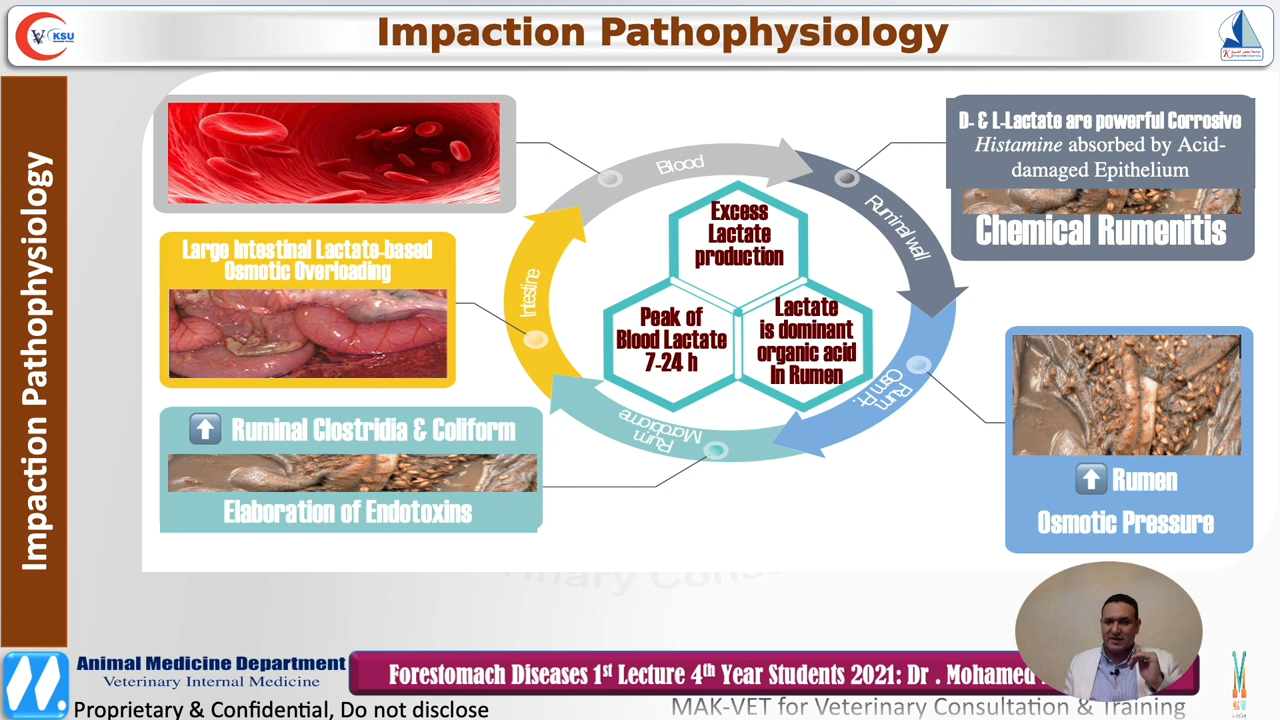 Impaction Pathophysiology
KSU
Impaction Pathophysiology
D- & L-Lactate are powerful Corrosive
Histamine absorbed by Acid-
damaged Epithelium
Chemical Rumenitis
Blood
Ruminal wall
Excess
Lactate
production
Large Intestinal Lactate-based
Osmotic Overloading
Intestine
Peak of
Blood Lactate
7-24 h
Lactate
is dominant
organic acid
In Rumen
Rum.
Rum.
Ruminal Clostridia & Coliform
Elaboration of Endotoxins
Rumen
Osmotic Pressure
Animal Medicine Department
Veterinary Internal Medicine
Forestomach Diseases 1st Lecture 4th Year Students 2021: Dr . Mohamed
Proprietary & Confidential, Do not disclose
MAK-VET for Veterinary Consultation & Training